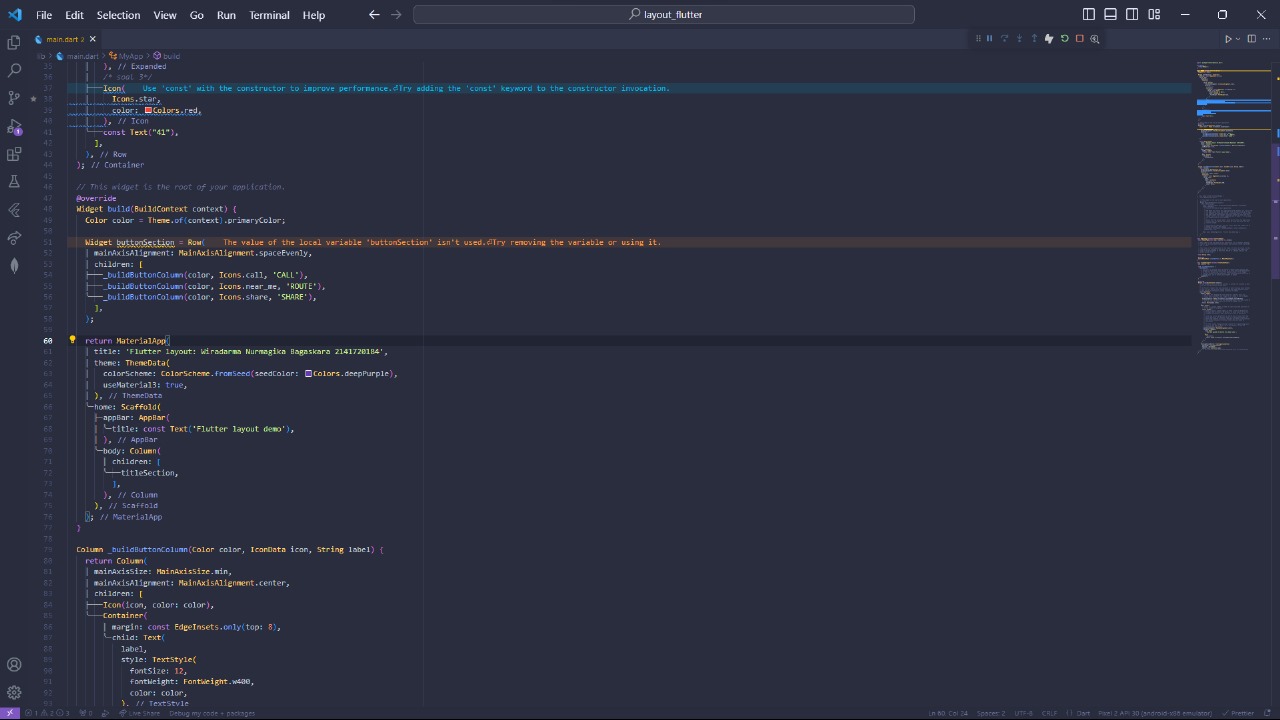 File Edit Selection View Go Run Terminal Help
layout_flutter
main.dart 2
main.dart > MyApp > build
35 ), // Expanded
36 /* soal 3*/
37 Icon( Use 'const' with the constructor to improve performance.⏎Try adding the 'const' keyword to the constructor invocation.
38 Icons.star,
39 color: Colors.red,
40 ), // Icon
41 const Text("41"),
42 ],
43 ), // Row
44 ); // Container
45
46 // This widget is the root of your application.
47 @override
48 Widget build(BuildContext context) {
49 Color color = Theme.of(context).primaryColor;
50
51 Widget buttonSection = Row( The value of the local variable 'buttonSection' isn't used.⏎Try removing the variable or using it.
52 mainAxisAlignment: MainAxisAlignment.spaceEvenly,
53 children: [
54 _buildButtonColumn(color, Icons.call, 'CALL'),
55 _buildButtonColumn(color, Icons.near_me, 'ROUTE'),
56 _buildButtonColumn(color, Icons.share, 'SHARE'),
57 ],
58 );
59
60 return MaterialApp(
61 title: 'Flutter layout: Wiradarma Nurmagika Bagaskara 2141720184',
62 theme: ThemeData(
63 colorScheme: ColorScheme.fromSeed(seedColor: Colors.deepPurple),
64 useMaterial3: true,
65 ), // ThemeData
66 home: Scaffold(
67 appBar: AppBar(
68 title: const Text('Flutter layout demo'),
69 ), // AppBar
70 body: Column(
71 children: [
72 titleSection,
73 ],
74 ), // Column
75 ), // Scaffold
76 ); // MaterialApp
77 }
78
79 Column _buildButtonColumn(Color color, IconData icon, String label) {
80 return Column(
81 mainAxisSize: MainAxisSize.min,
82 mainAxisAlignment: MainAxisAlignment.center,
83 children: [
84 Icon(icon, color: color),
85 Container(
86 margin: const EdgeInsets.only(top: 8),
87 child: Text(
88 label,
89 style: TextStyle(
90 fontSize: 12,
91 fontWeight: FontWeight.w400,
92 color: color,
93 ), // TextStyle
1 2 3 0 Live Share Debug my code + packages Ln 60, Col 24 Spaces: 2 UTF-8 CRLF { } Dart Pixel 2 API 30 (android-x86 emulator) Prettier